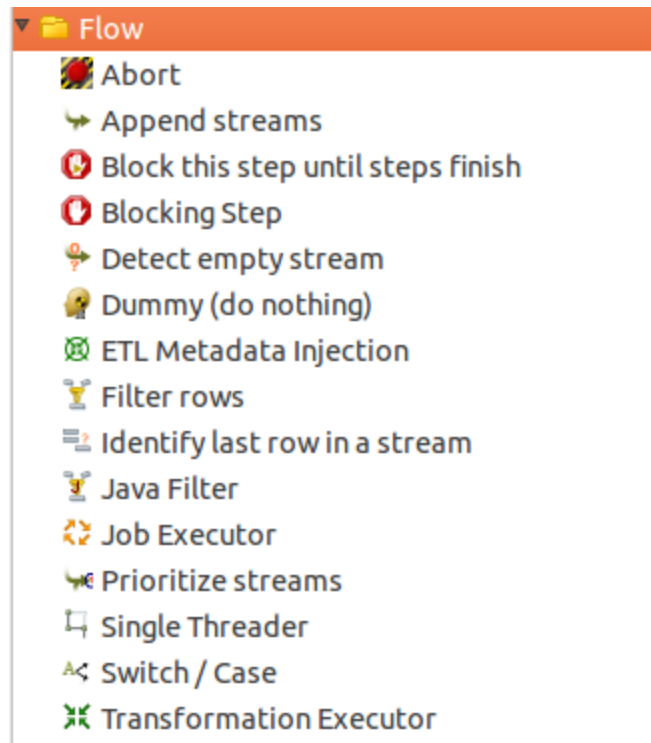 Flow
Abort
Append streams
Block this step until steps finish
Blocking Step
Detect empty stream
Dummy (do nothing)
ETL Metadata Injection
Filter rows
Identify last row in a stream
Java Filter
Job Executor
Prioritize streams
Single Threader
Switch / Case
Transformation Executor